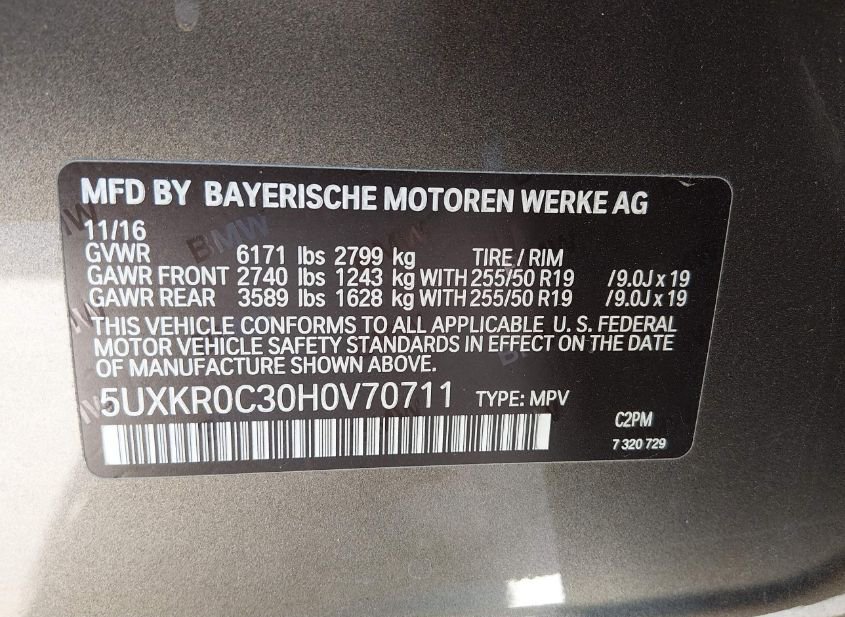 MFD BY BAYERISCHE MOTOREN WERKE AG
11/16
GVWR 6171 lbs 2799 kg TIRE / RIM
GAWR FRONT 2740 lbs 1243 kg WITH 255/50 R19 /9.0J x 19
GAWR REAR 3589 lbs 1628 kg WITH 255/50 R19 /9.0J x 19
THIS VEHICLE CONFORMS TO ALL APPLICABLE U. S. FEDERAL
MOTOR VEHICLE SAFETY STANDARDS IN EFFECT ON THE DATE
OF MANUFACTURE SHOWN ABOVE.
5UXKR0C30H0V70711 TYPE: MPV
C2PM
7 320 729
BMW